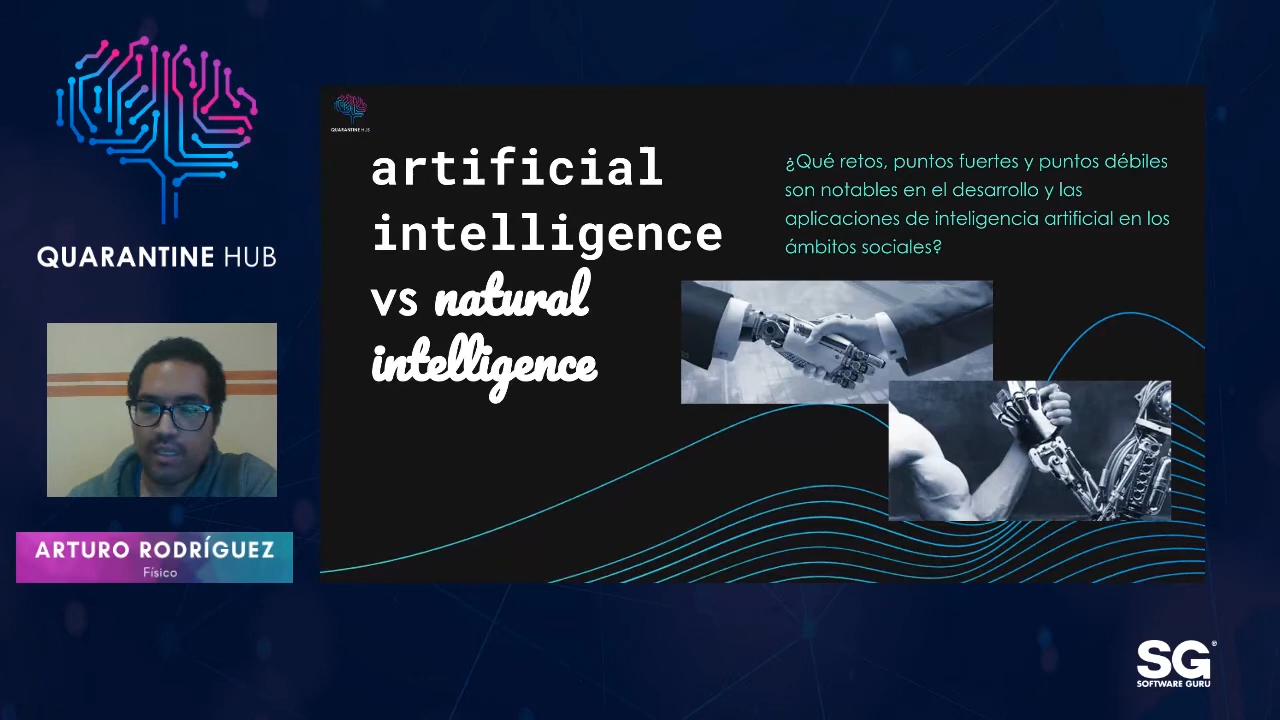 QUARANTINE HUB
ARTURO RODRÍGUEZ
Físico
QUARANTINE HUB
artificial
intelligence
vs natural
intelligence
¿Qué retos, puntos fuertes y puntos débiles
son notables en el desarrollo y las
aplicaciones de inteligencia artificial en los
ámbitos sociales?
SG®
SOFTWARE GURU